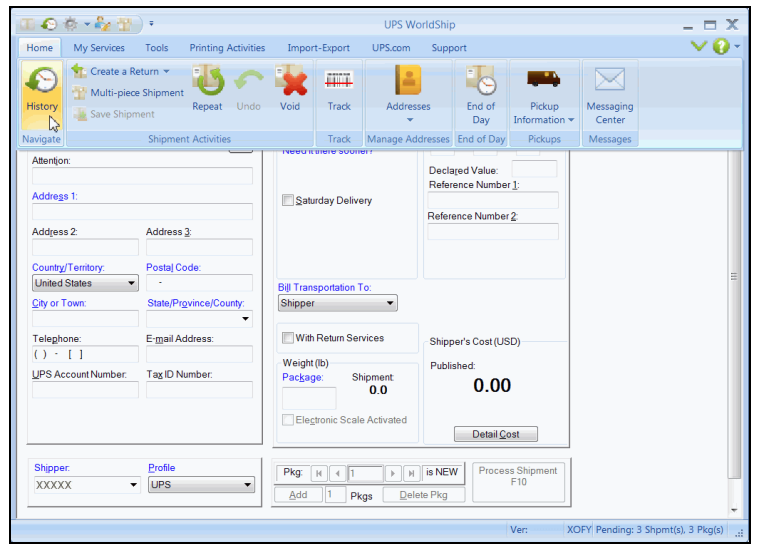 UPS WorldShip
Home My Services Tools Printing Activities Import-Export UPS.com Support
History
Create a Return
Multi-piece Shipment
Save Shipment
Repeat Undo Void Track Addresses End of Day Pickup Information Messaging Center
Navigate Shipment Activities Track Manage Addresses End of Day Pickups Messages
Attention:
Address 1:
Address 2: Address 3:
Country/Territory: Postal Code:
United States -
City or Town: State/Province/County:
Telephone: E-mail Address:
( ) - [ ]
UPS Account Number: Tax ID Number:
Need it there sooner?
Saturday Delivery
Bill Transportation To:
Shipper
With Return Services
Weight (lb)
Package: Shipment:
0.0
Electronic Scale Activated
Declared Value:
Reference Number 1:
Reference Number 2:
Shipper's Cost (USD)
Published:
0.00
Detail Cost
Shipper: Profile
XXXXX UPS
Pkg: 1 is NEW
Add 1 Pkgs Delete Pkg
Process Shipment
F10
Ver: XOFY Pending: 3 Shpmt(s), 3 Pkg(s)